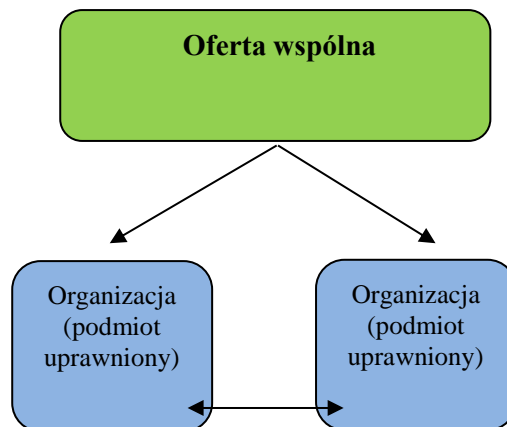 Oferta wspólna
Organizacja
(podmiot
uprawniony)
Organizacja
(podmiot
uprawniony)